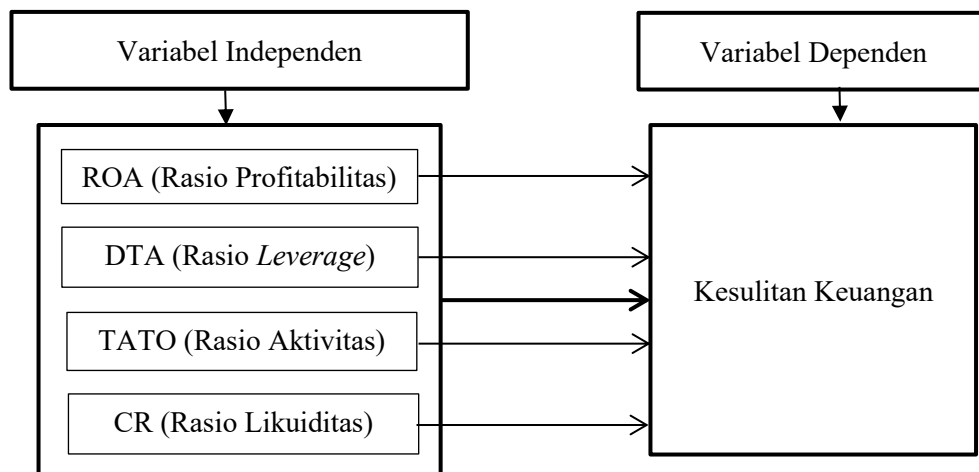 Variabel Independen
Variabel Dependen
ROA (Rasio Profitabilitas)
DTA (Rasio Leverage)
TATO (Rasio Aktivitas)
CR (Rasio Likuiditas)
Kesulitan Keuangan